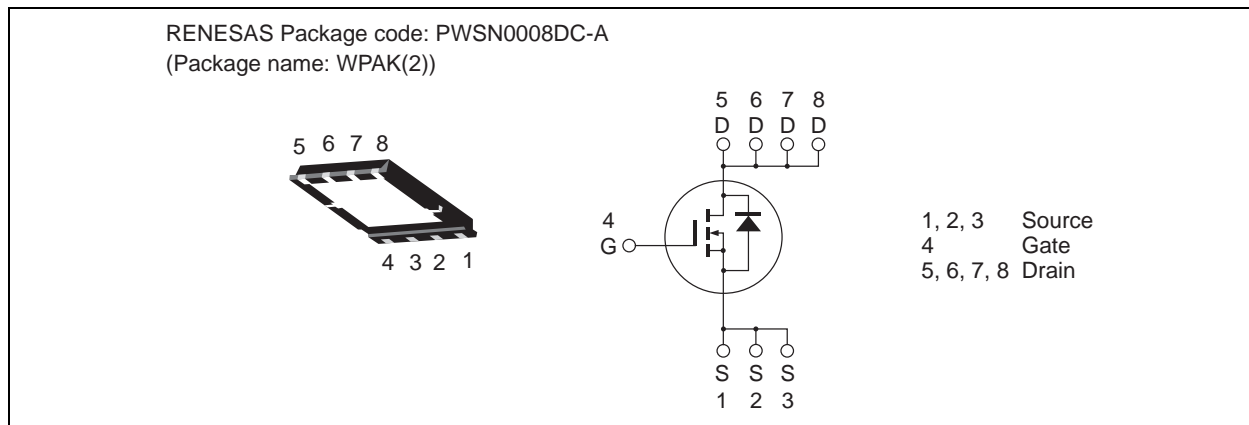 RENESAS Package code: PWSN0008DC-A
(Package name: WPAK(2))
5 6 7 8
4 3 2 1
5 6 7 8
D D D D
4
G
S S S
1 2 3
1, 2, 3 Source
4 Gate
5, 6, 7, 8 Drain